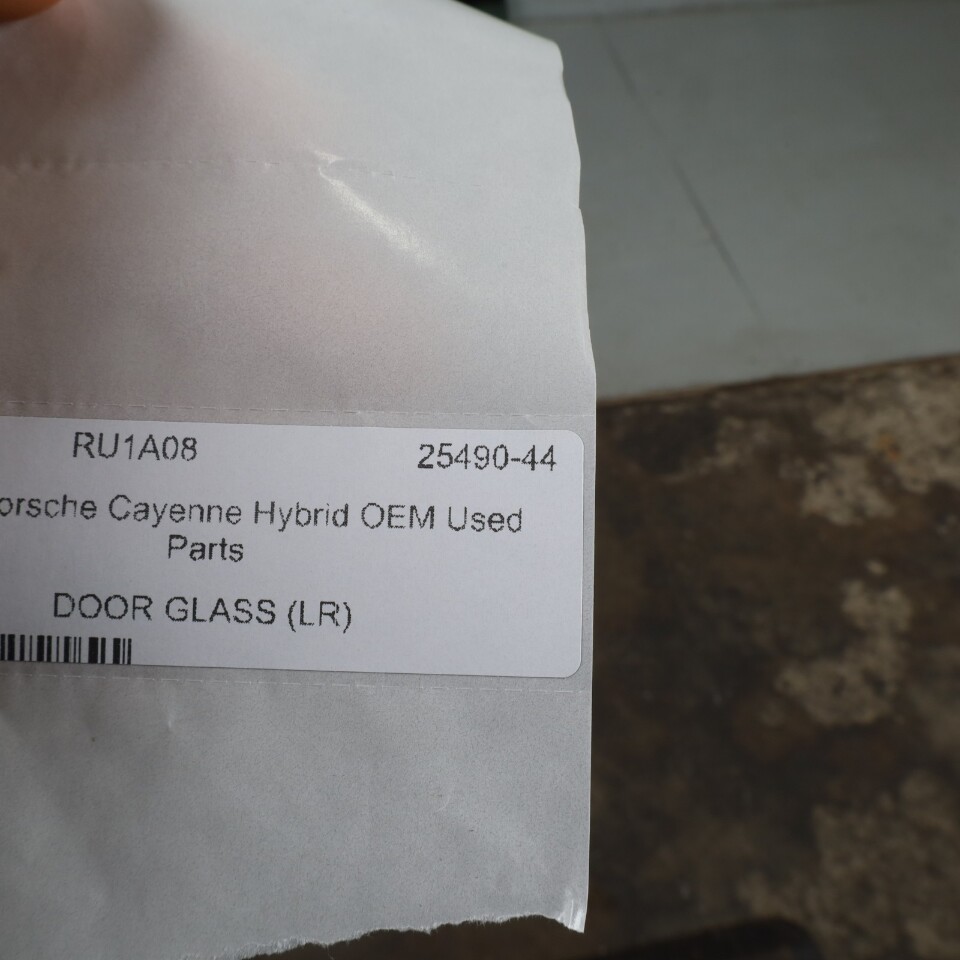 RU1A08 25490-44
orsche Cayenne Hybrid OEM Used
Parts
DOOR GLASS (LR)